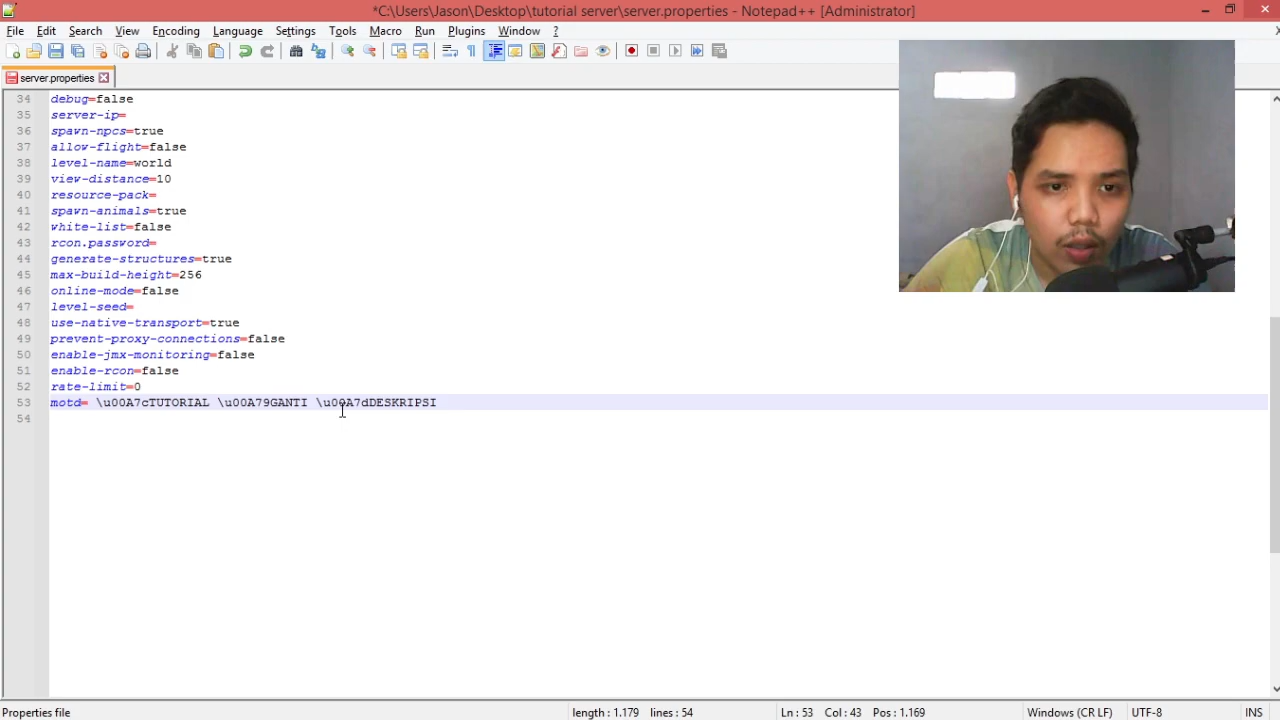 *C:\Users\Jason\Desktop\tutorial server\server.properties - Notepad++ [Administrator]
File Edit Search View Encoding Language Settings Tools Macro Run Plugins Window ?
server.properties
34 debug=false
35 server-ip=
36 spawn-npcs=true
37 allow-flight=false
38 level-name=world
39 view-distance=10
40 resource-pack=
41 spawn-animals=true
42 white-list=false
43 rcon.password=
44 generate-structures=true
45 max-build-height=256
46 online-mode=false
47 level-seed=
48 use-native-transport=true
49 prevent-proxy-connections=false
50 enable-jmx-monitoring=false
51 enable-rcon=false
52 rate-limit=0
53 motd= \u00A7cTUTORIAL \u00A79GANTI \u00A7dDESKRIPSI
54
Properties file length : 1.179 lines : 54 Ln : 53 Col : 43 Pos : 1.169 Windows (CR LF) UTF-8 INS